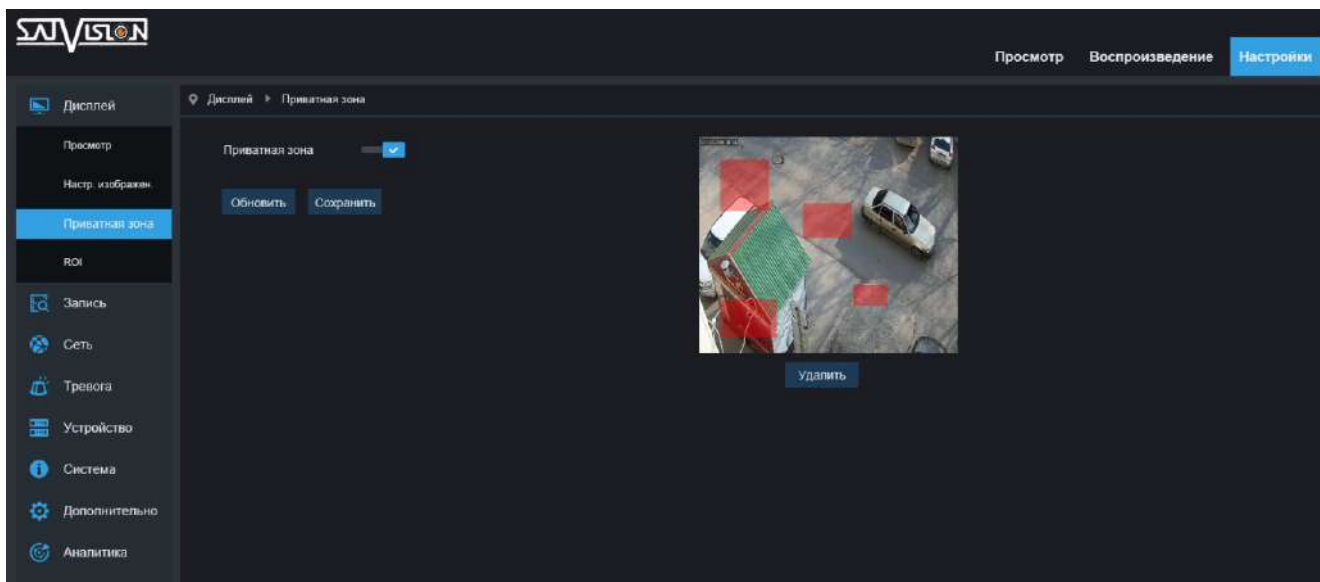 SATVISION
Просмотр Воспроизведение Настройки
Дисплей
Дисплей Приватная зона
Просмотр
Приватная зона
Настр. изображен.
Обновить Сохранить
Приватная зона
ROI
Запись
Сеть
Удалить
Тревога
Устройство
Система
Дополнительно
Аналитика